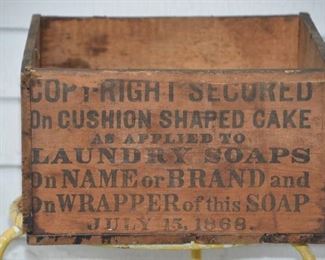 COPY-RIGHT SECURED
On CUSHION SHAPED CAKE
AS APPLIED TO
LAUNDRY SOAPS
On NAME or BRAND and
On WRAPPER of this SOAP
JULY 15, 1868.